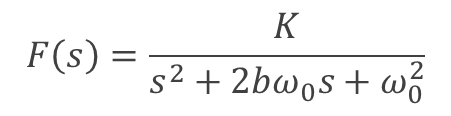 F(s) = K / (s² + 2bω₀s + ω₀²)